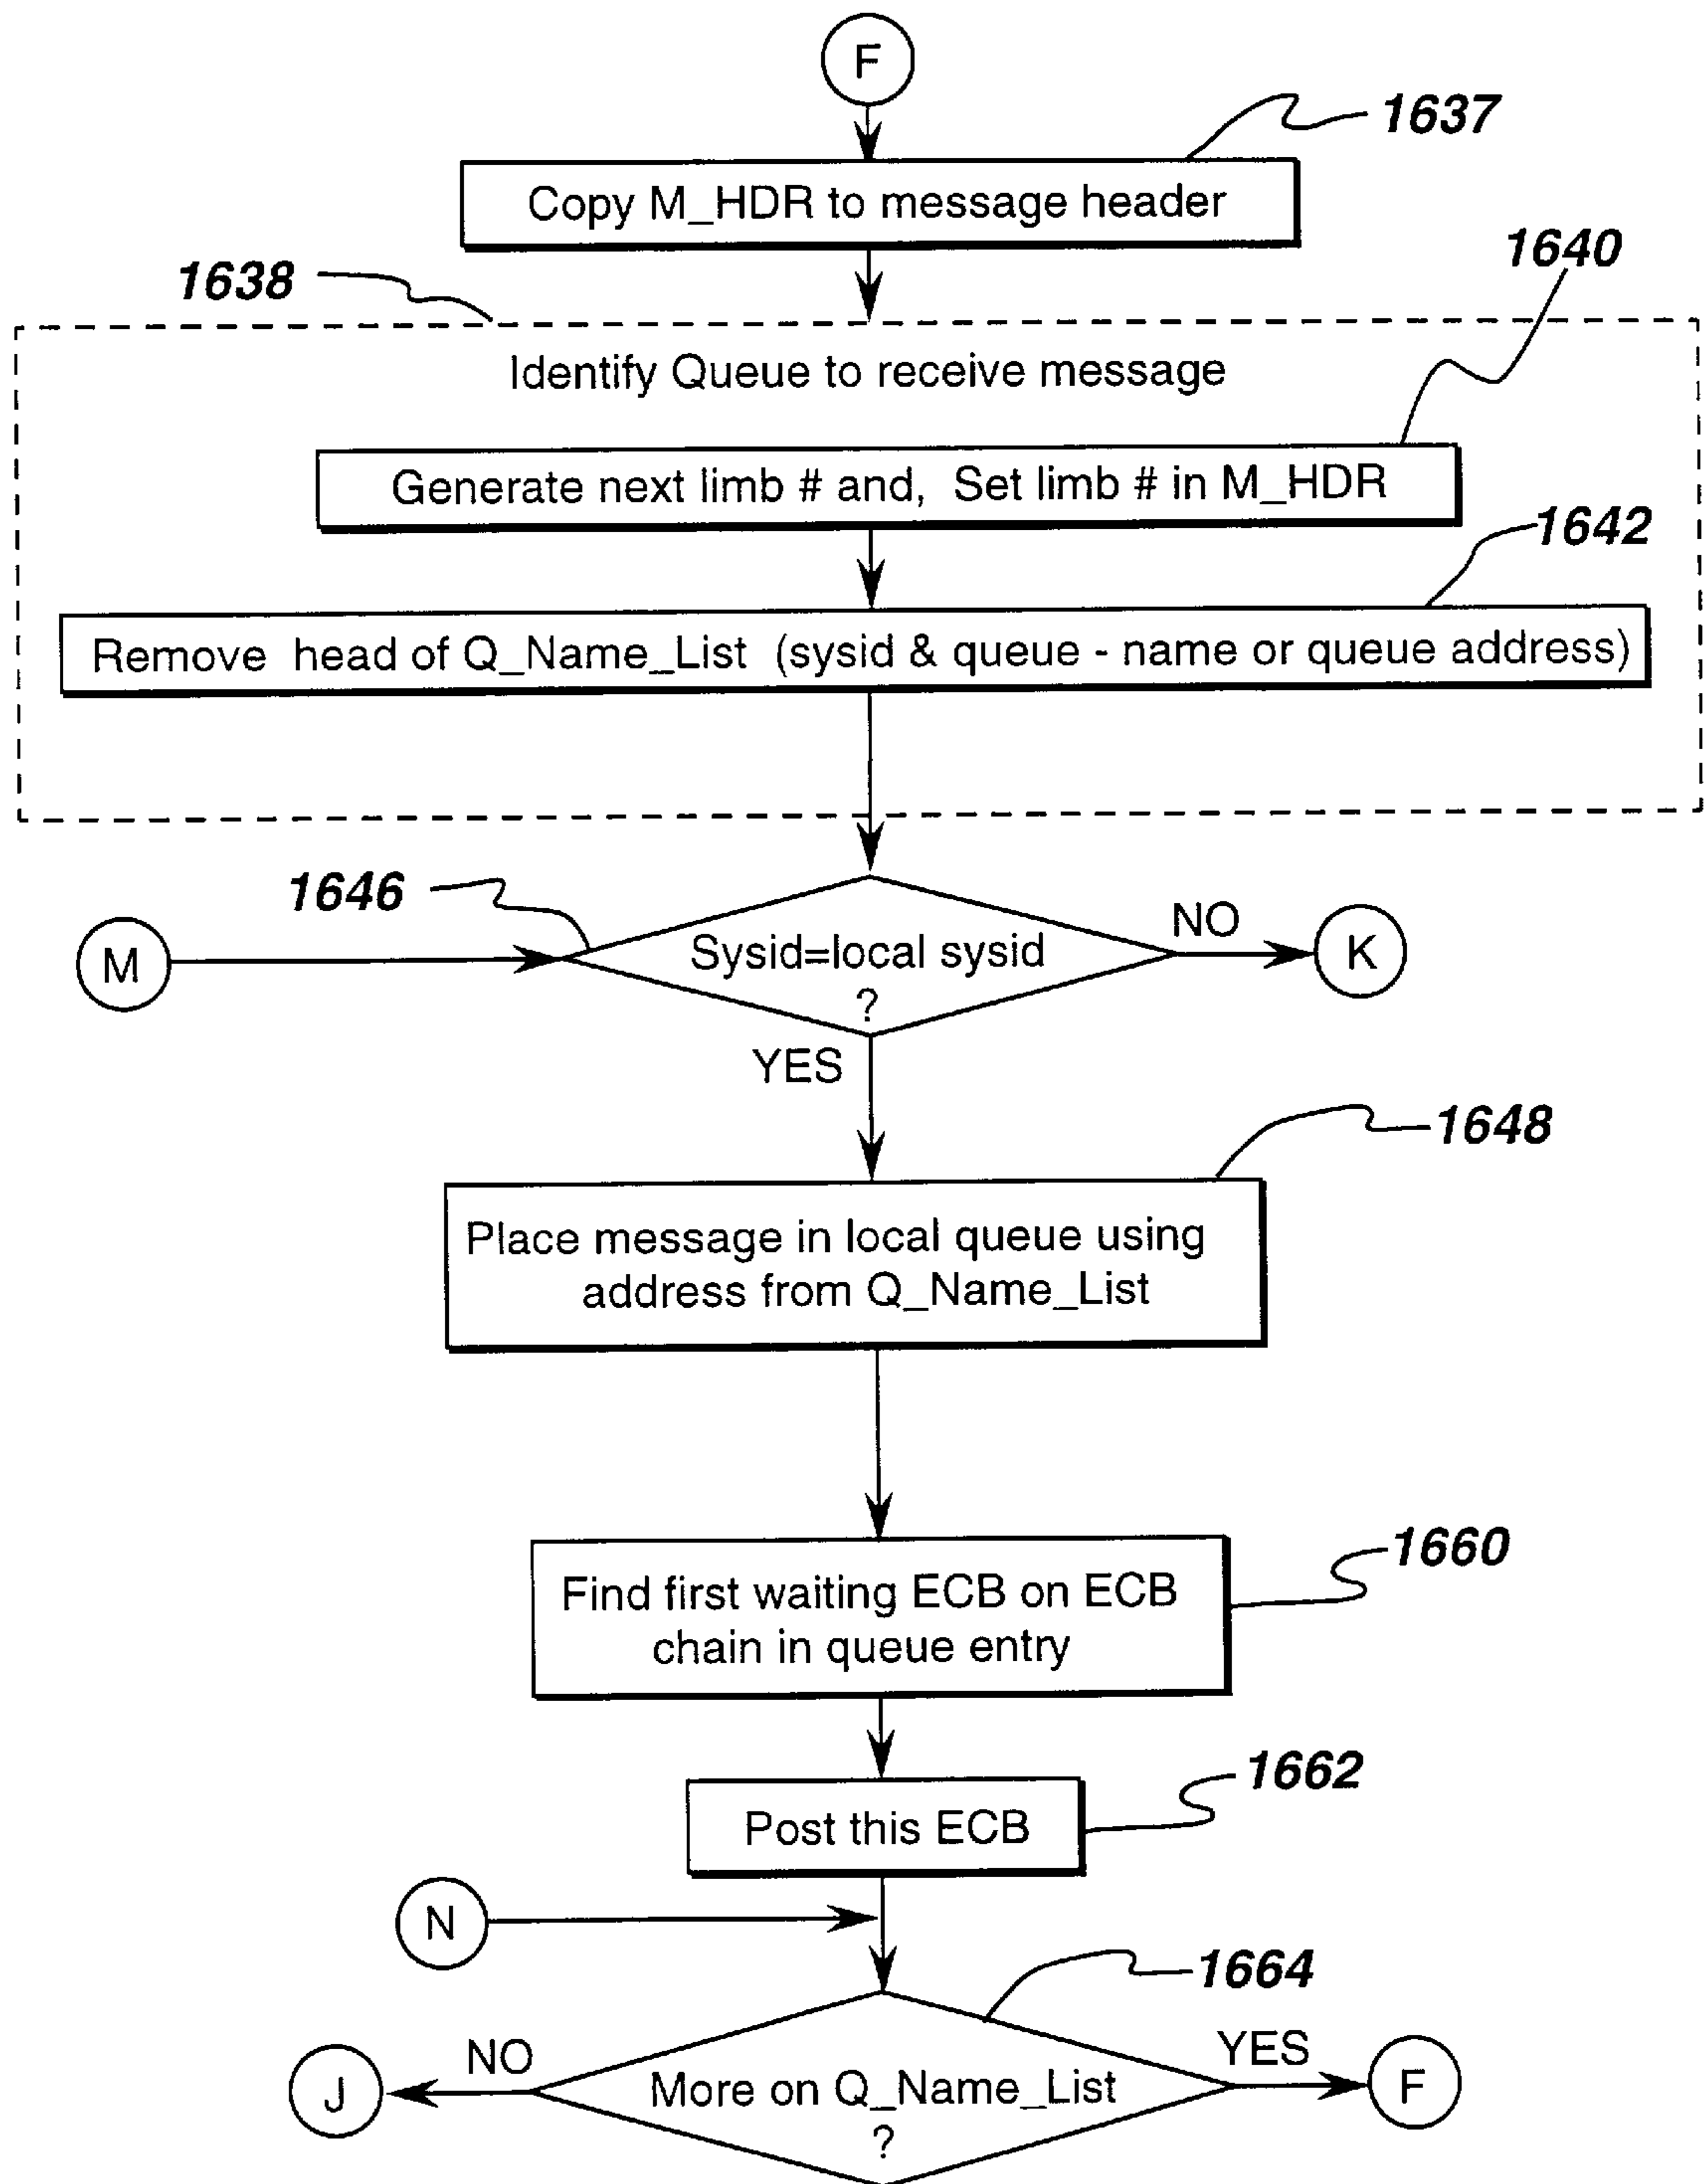 F
1637
Copy M_HDR to message header
1640
1638
Identify Queue to receive message
Generate next limb # and, Set limb # in M_HDR
1642
Remove head of Q_Name_List (sysid & queue - name or queue address)
1646
NO
M
Sysid=local sysid
?
K
YES
1648
Place message in local queue using
address from Q_Name_List
1660
Find first waiting ECB on ECB
chain in queue entry
1662
Post this ECB
N
1664
NO
YES
J
More on Q_Name_List
?
F